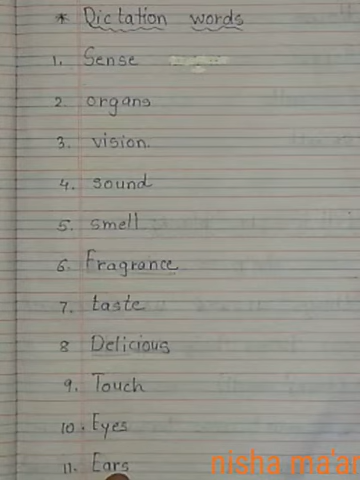 * Dictation words
1. Sense
2. organs
3. vision.
4. sound
5. smell
6. Fragrance
7. taste
8 Delicious
9. Touch
10. Eyes
11. Ears
nisha ma'am